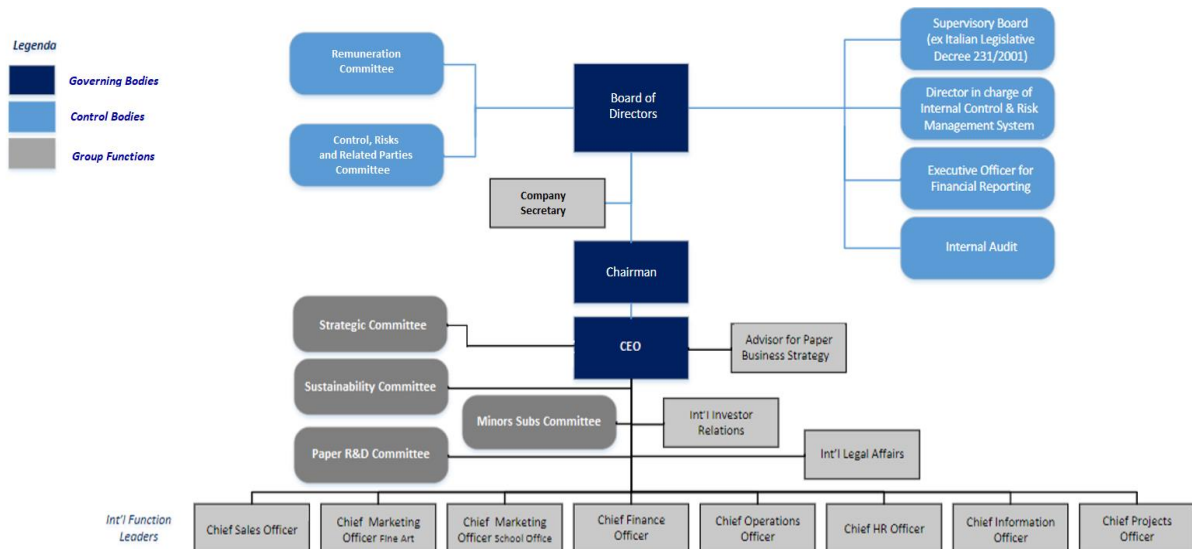 Legenda
Governing Bodies
Control Bodies
Group Functions
Remuneration
Committee
Control, Risks
and Related Parties
Committee
Board of
Directors
Supervisory Board
(ex Italian Legislative
Decree 231/2001)
Director in charge of
Internal Control & Risk
Management System
Executive Officer for
Financial Reporting
Internal Audit
Company
Secretary
Chairman
Strategic Committee
CEO
Advisor for Paper
Business Strategy
Sustainability Committee
Minors Subs Committee
Int'l Investor
Relations
Paper R&D Committee
Int'l Legal Affairs
Int'l Function
Leaders
Chief Sales Officer
Chief Marketing
Officer Fine Art
Chief Marketing
Officer School Office
Chief Finance
Officer
Chief Operations
Officer
Chief HR Officer
Chief Information
Officer
Chief Projects
Officer